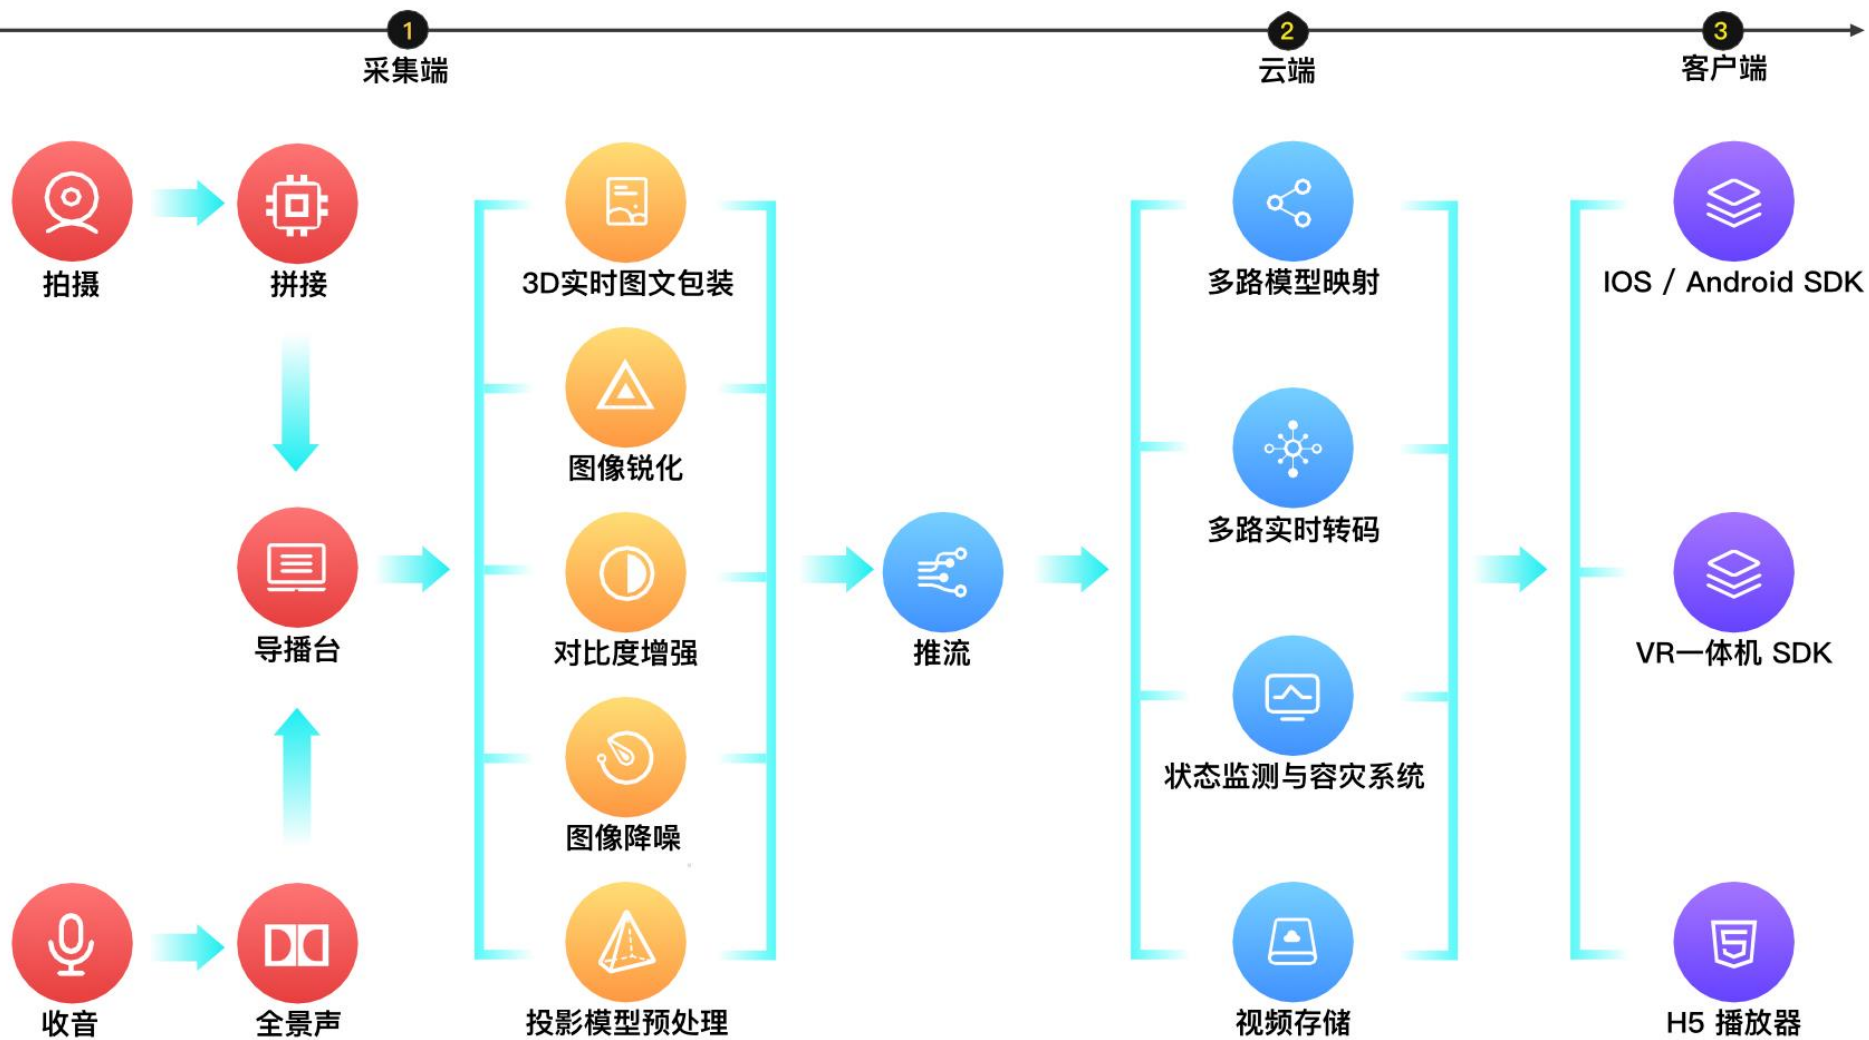 1
2
3
采集端
云端
客户端
拍摄
拼接
3D实时图文包装
多路模型映射
IOS / Android SDK
图像锐化
多路实时转码
导播台
对比度增强
推流
VR一体机 SDK
状态监测与容灾系统
图像降噪
收音
全景声
投影模型预处理
视频存储
H5 播放器